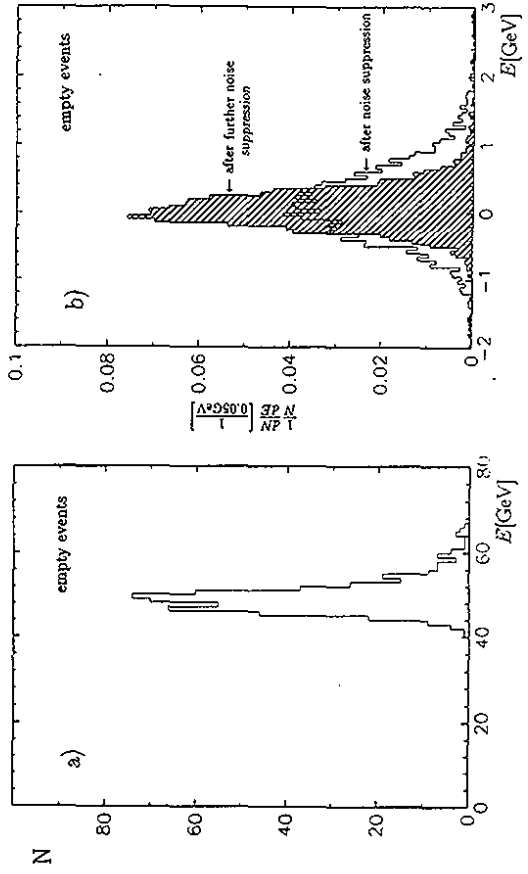 a)
empty events
N
80
60
40
20
0
0
20
40
60
80
E[GeV]
b)
empty events
after further noise
suppression
after noise suppression
1/N dN/dE [1/0.05GeV]
0.1
0.08
0.06
0.04
0.02
0
-2
-1
0
1
2
3
E[GeV]